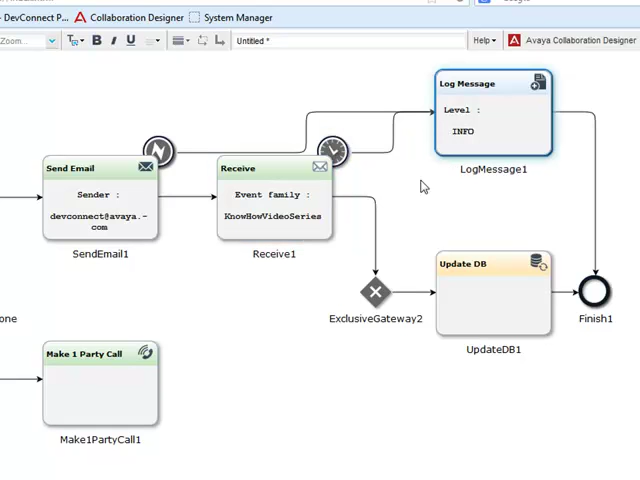 - DevConnect P...
Collaboration Designer
System Manager
Zoom...
T
B
I
U
Untitled *
Help
Avaya Collaboration Designer
Log Message
Level :
INFO
LogMessage1
Send Email
Sender :
devconnect@avaya.-
com
SendEmail1
Receive
Event family :
KnowHowVideoSeries
Receive1
ExclusiveGateway2
Update DB
UpdateDB1
Finish1
one
Make 1 Party Call
Make1PartyCall1